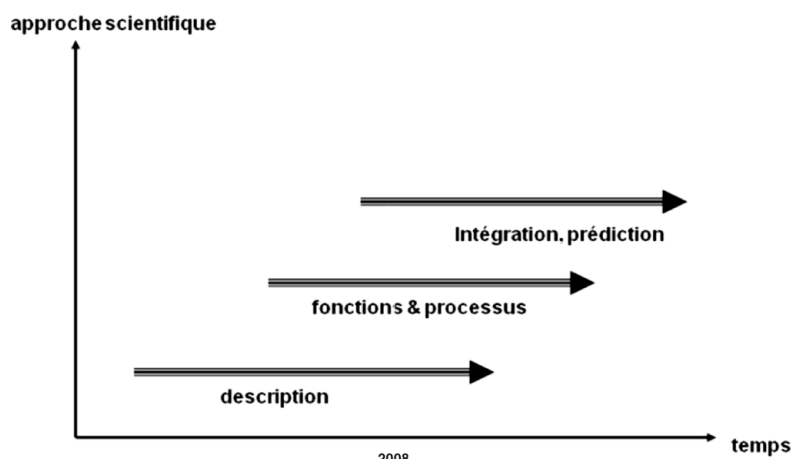 approche scientifique
Intégration, prédiction
fonctions & processus
description
temps
2008